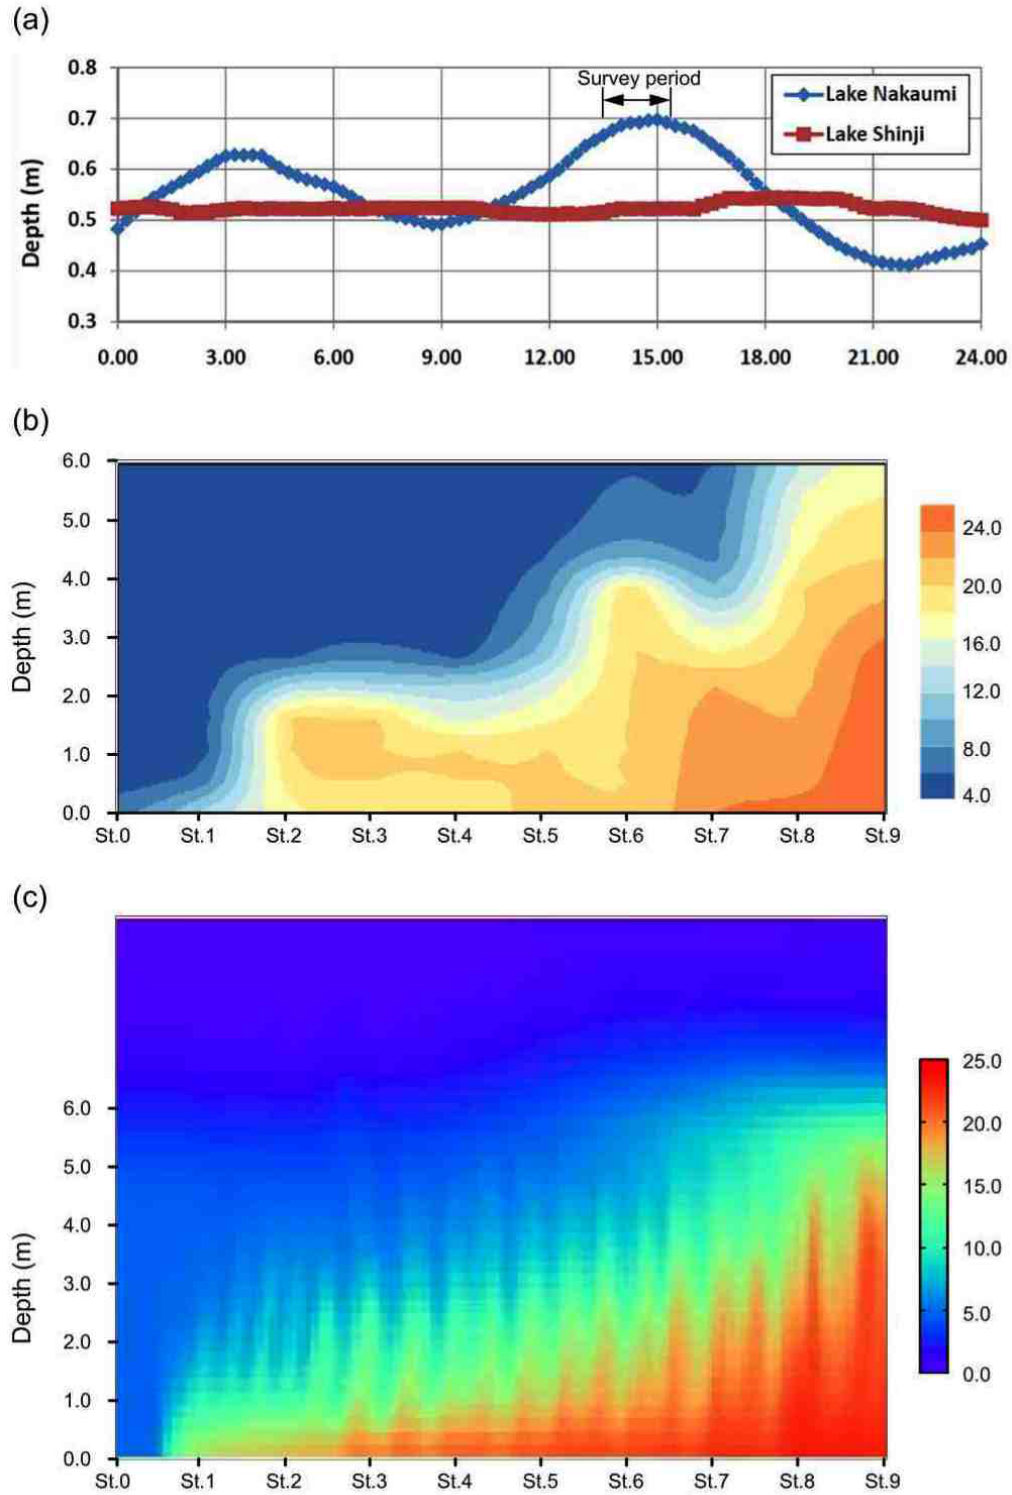 (a)
0.8
0.7
0.6
0.5
0.4
0.3
Depth (m)
Survey period
Lake Nakaumi
Lake Shinji
0.00 3.00 6.00 9.00 12.00 15.00 18.00 21.00 24.00
(b)
6.0
5.0
4.0
3.0
2.0
1.0
0.0
Depth (m)
St.0 St.1 St.2 St.3 St.4 St.5 St.6 St.7 St.8 St.9
24.0
20.0
16.0
12.0
8.0
4.0
(c)
6.0
5.0
4.0
3.0
2.0
1.0
0.0
Depth (m)
St.0 St.1 St.2 St.3 St.4 St.5 St.6 St.7 St.8 St.9
25.0
20.0
15.0
10.0
5.0
0.0